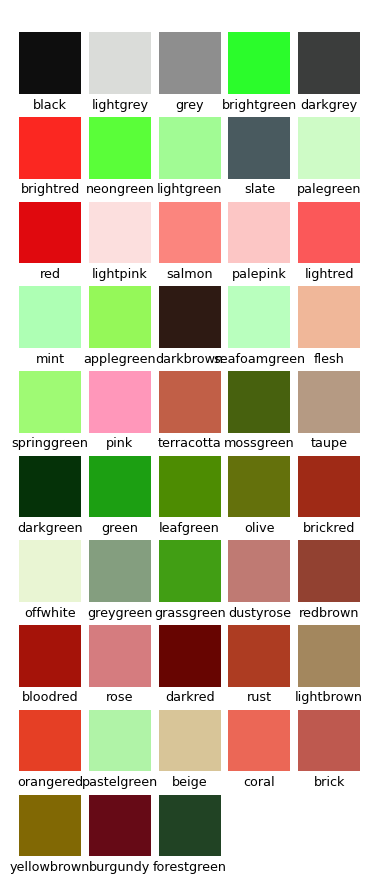 black lightgrey grey brightgreen darkgrey
brightred neongreen lightgreen slate palegreen
red lightpink salmon palepink lightred
mint applegreen darkbrown seafoamgreen flesh
springgreen pink terracotta mossgreen taupe
darkgreen green leafgreen olive brickred
offwhite greygreen grassgreen dustyrose redbrown
bloodred rose darkred rust lightbrown
orangered pastelgreen beige coral brick
yellowbrown burgundy forestgreen